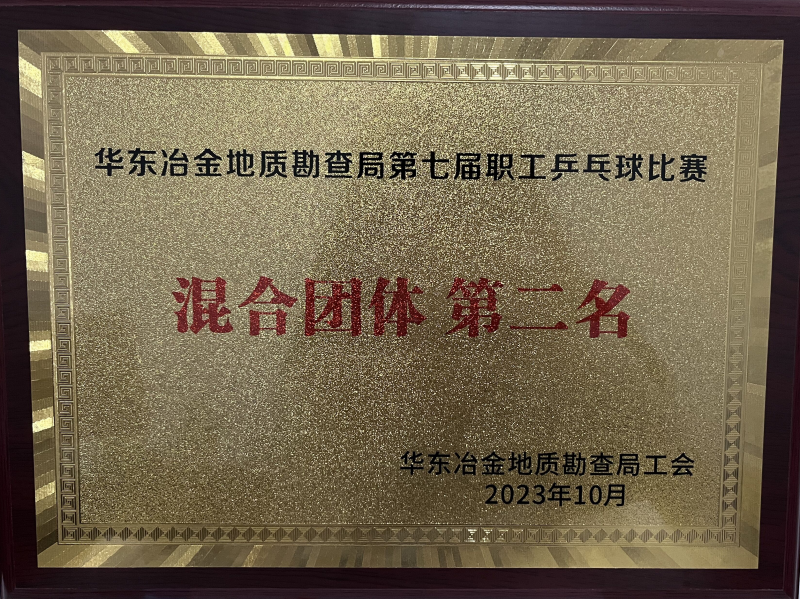 华东冶金地质勘查局第七届职工乒乓球比赛
混合团体 第二名
华东冶金地质勘查局工会
2023年10月